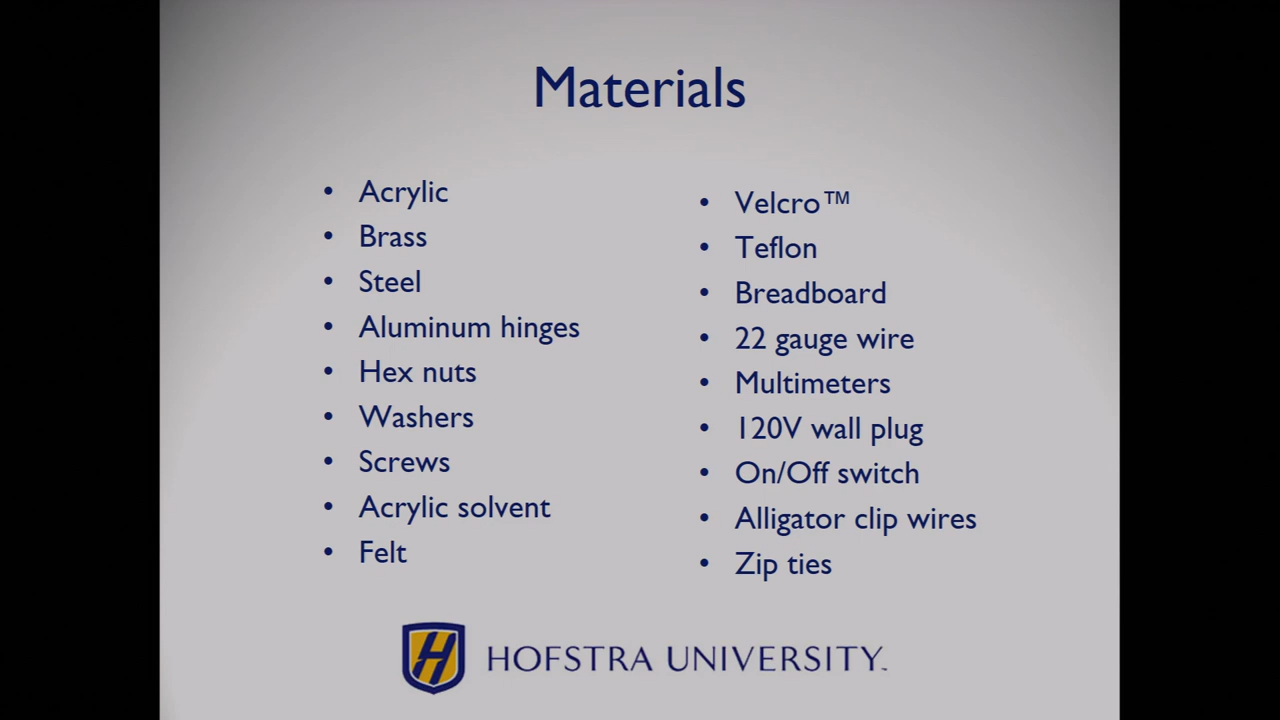 Materials
• Acrylic
• Brass
• Steel
• Aluminum hinges
• Hex nuts
• Washers
• Screws
• Acrylic solvent
• Felt
• Velcro™
• Teflon
• Breadboard
• 22 gauge wire
• Multimeters
• 120V wall plug
• On/Off switch
• Alligator clip wires
• Zip ties
H HOFSTRA UNIVERSITY